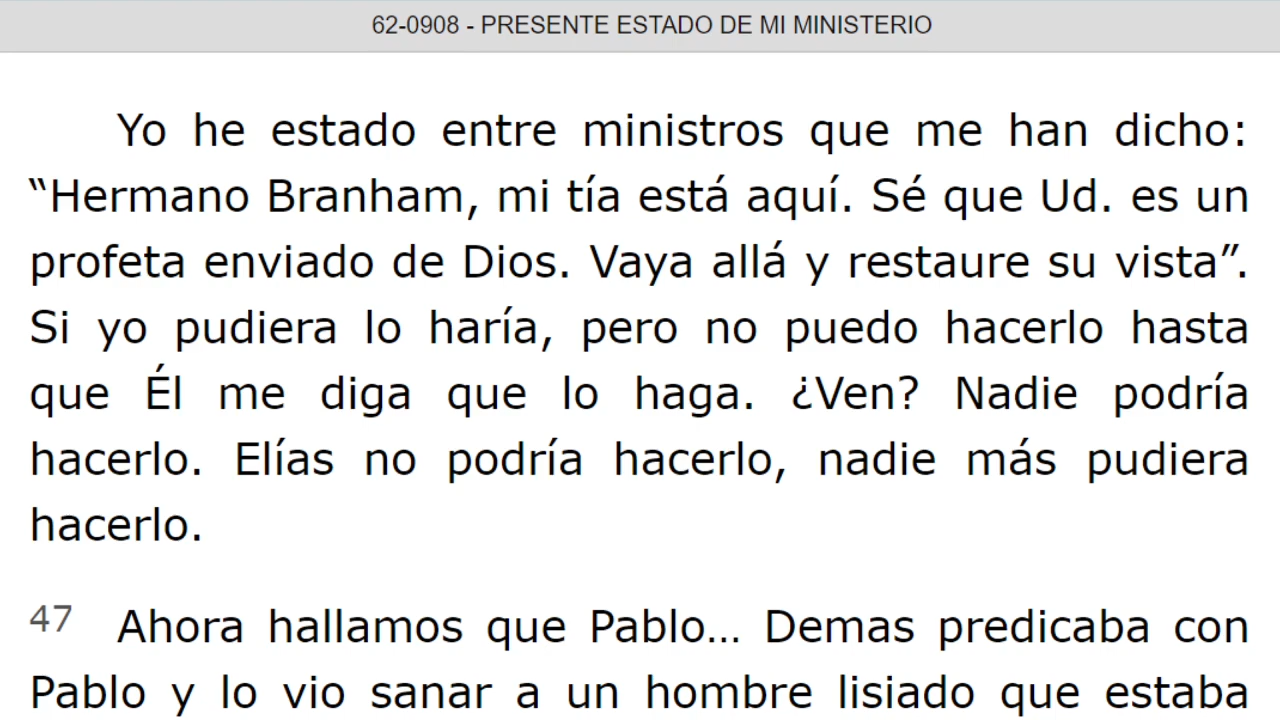 62-0908 - PRESENTE ESTADO DE MI MINISTERIO
Yo he estado entre ministros que me han dicho:
“Hermano Branham, mi tía está aquí. Sé que Ud. es un
profeta enviado de Dios. Vaya allá y restaure su vista”.
Si yo pudiera lo haría, pero no puedo hacerlo hasta
que Él me diga que lo haga. ¿Ven? Nadie podría
hacerlo. Elías no podría hacerlo, nadie más pudiera
hacerlo.
47 Ahora hallamos que Pablo… Demas predicaba con
Pablo y lo vio sanar a un hombre lisiado que estaba